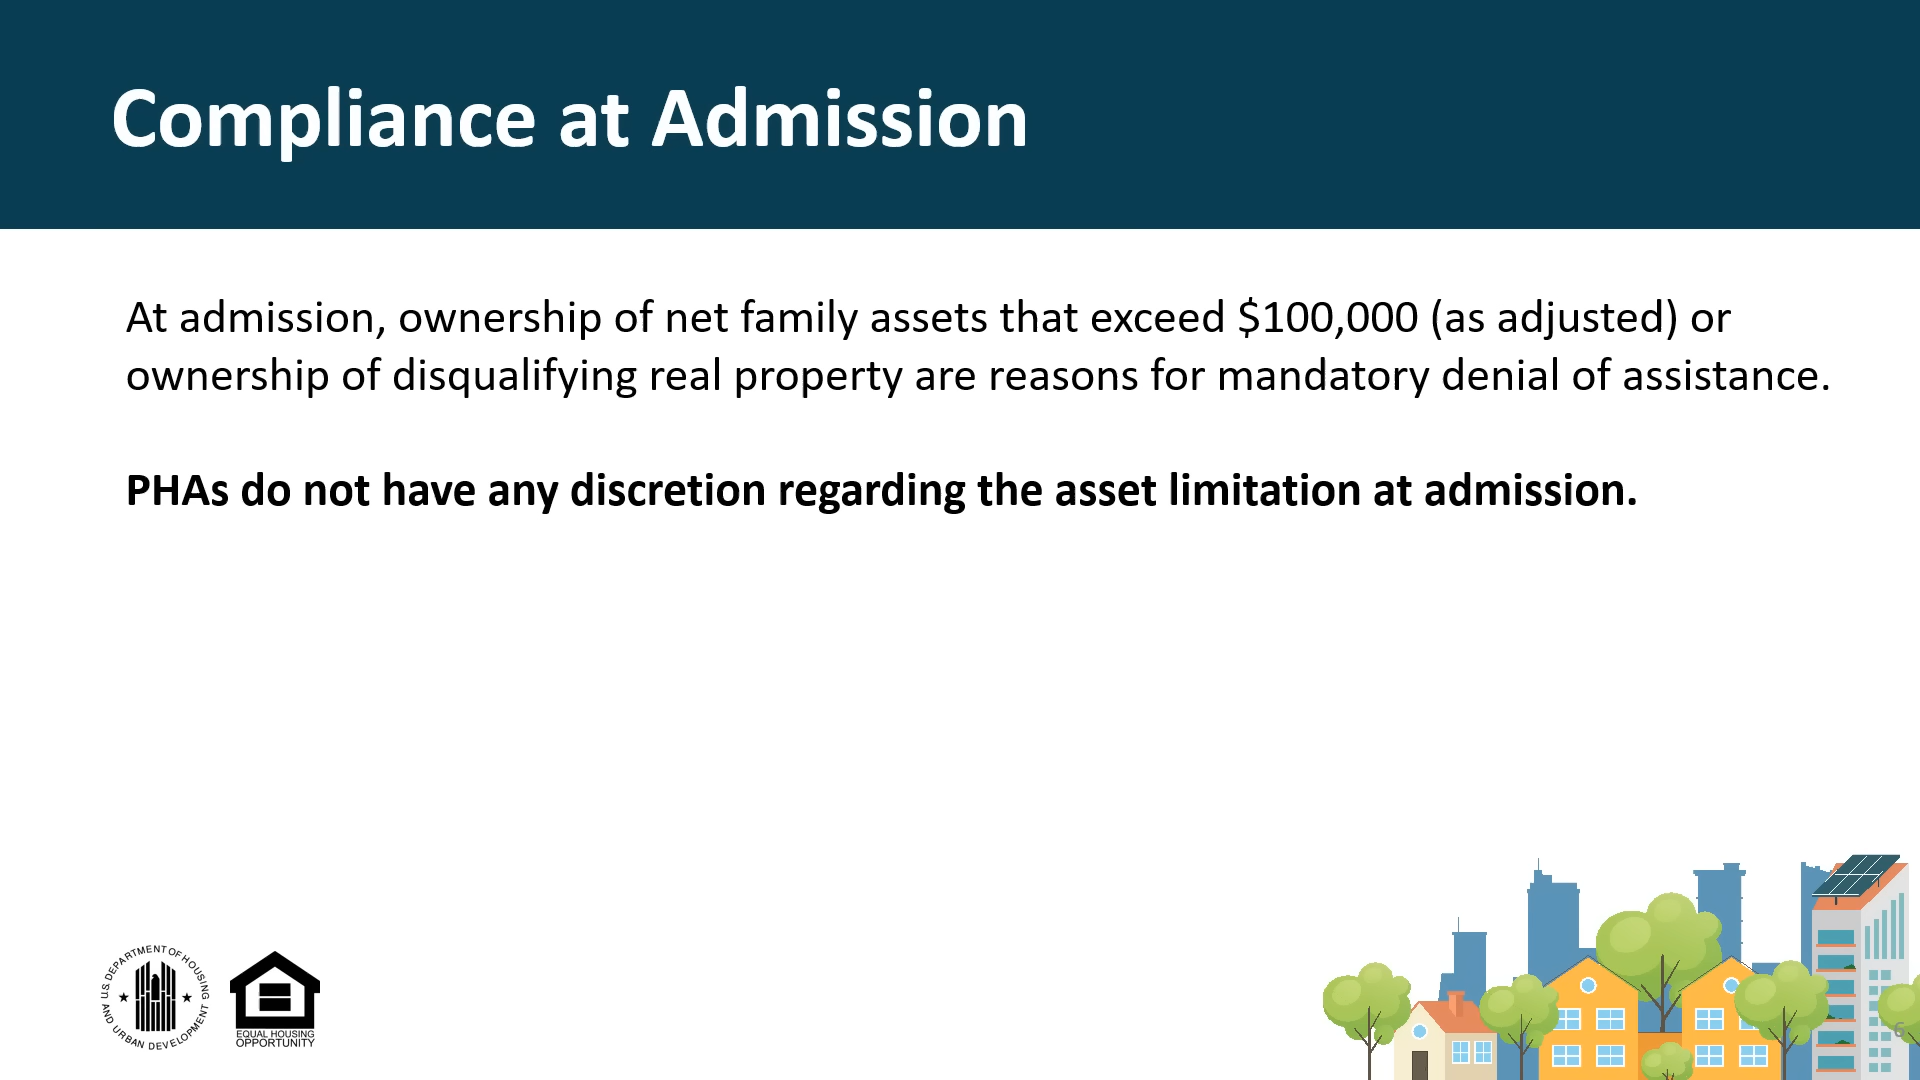 Compliance at Admission
At admission, ownership of net family assets that exceed $100,000 (as adjusted) or
ownership of disqualifying real property are reasons for mandatory denial of assistance.
PHAs do not have any discretion regarding the asset limitation at admission.
U.S. DEPARTMENT OF HOUSING
AND URBAN DEVELOPMENT
EQUAL HOUSING
OPPORTUNITY
6